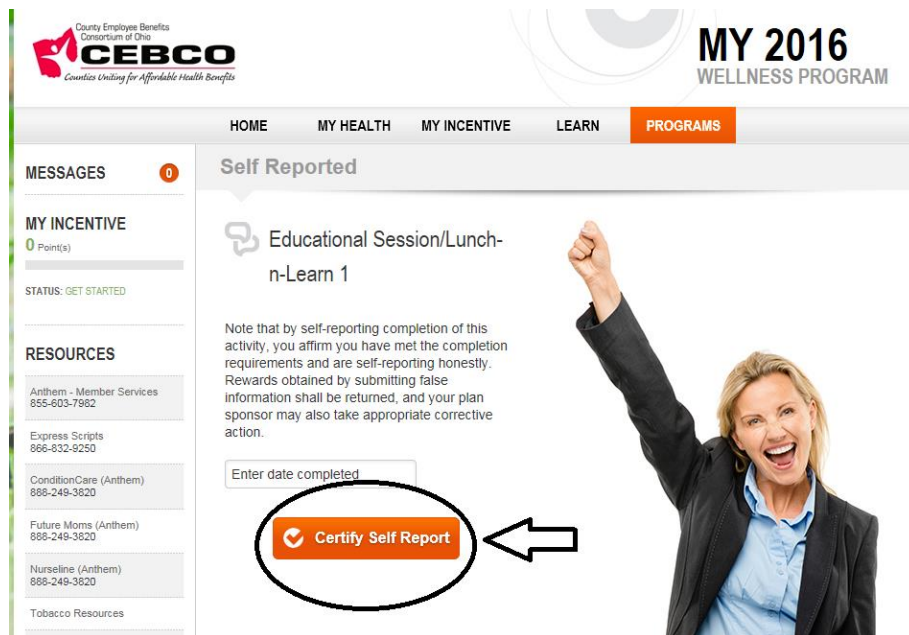 County Employee Benefits
Consortium of Ohio
CEBCO
Counties Uniting for Affordable Health Benefits
MY 2016
WELLNESS PROGRAM
HOME MY HEALTH MY INCENTIVE LEARN PROGRAMS
MESSAGES 0
MY INCENTIVE
0 Point(s)
STATUS: GET STARTED
RESOURCES
Anthem - Member Services
855-603-7982
Express Scripts
866-832-9250
ConditionCare (Anthem)
888-249-3820
Future Moms (Anthem)
888-249-3820
Nurseline (Anthem)
888-249-3820
Tobacco Resources
Self Reported
Educational Session/Lunch-
n-Learn 1
Note that by self-reporting completion of this
activity, you affirm you have met the completion
requirements and are self-reporting honestly.
Rewards obtained by submitting false
information shall be returned, and your plan
sponsor may also take appropriate corrective
action.
Enter date completed
Certify Self Report